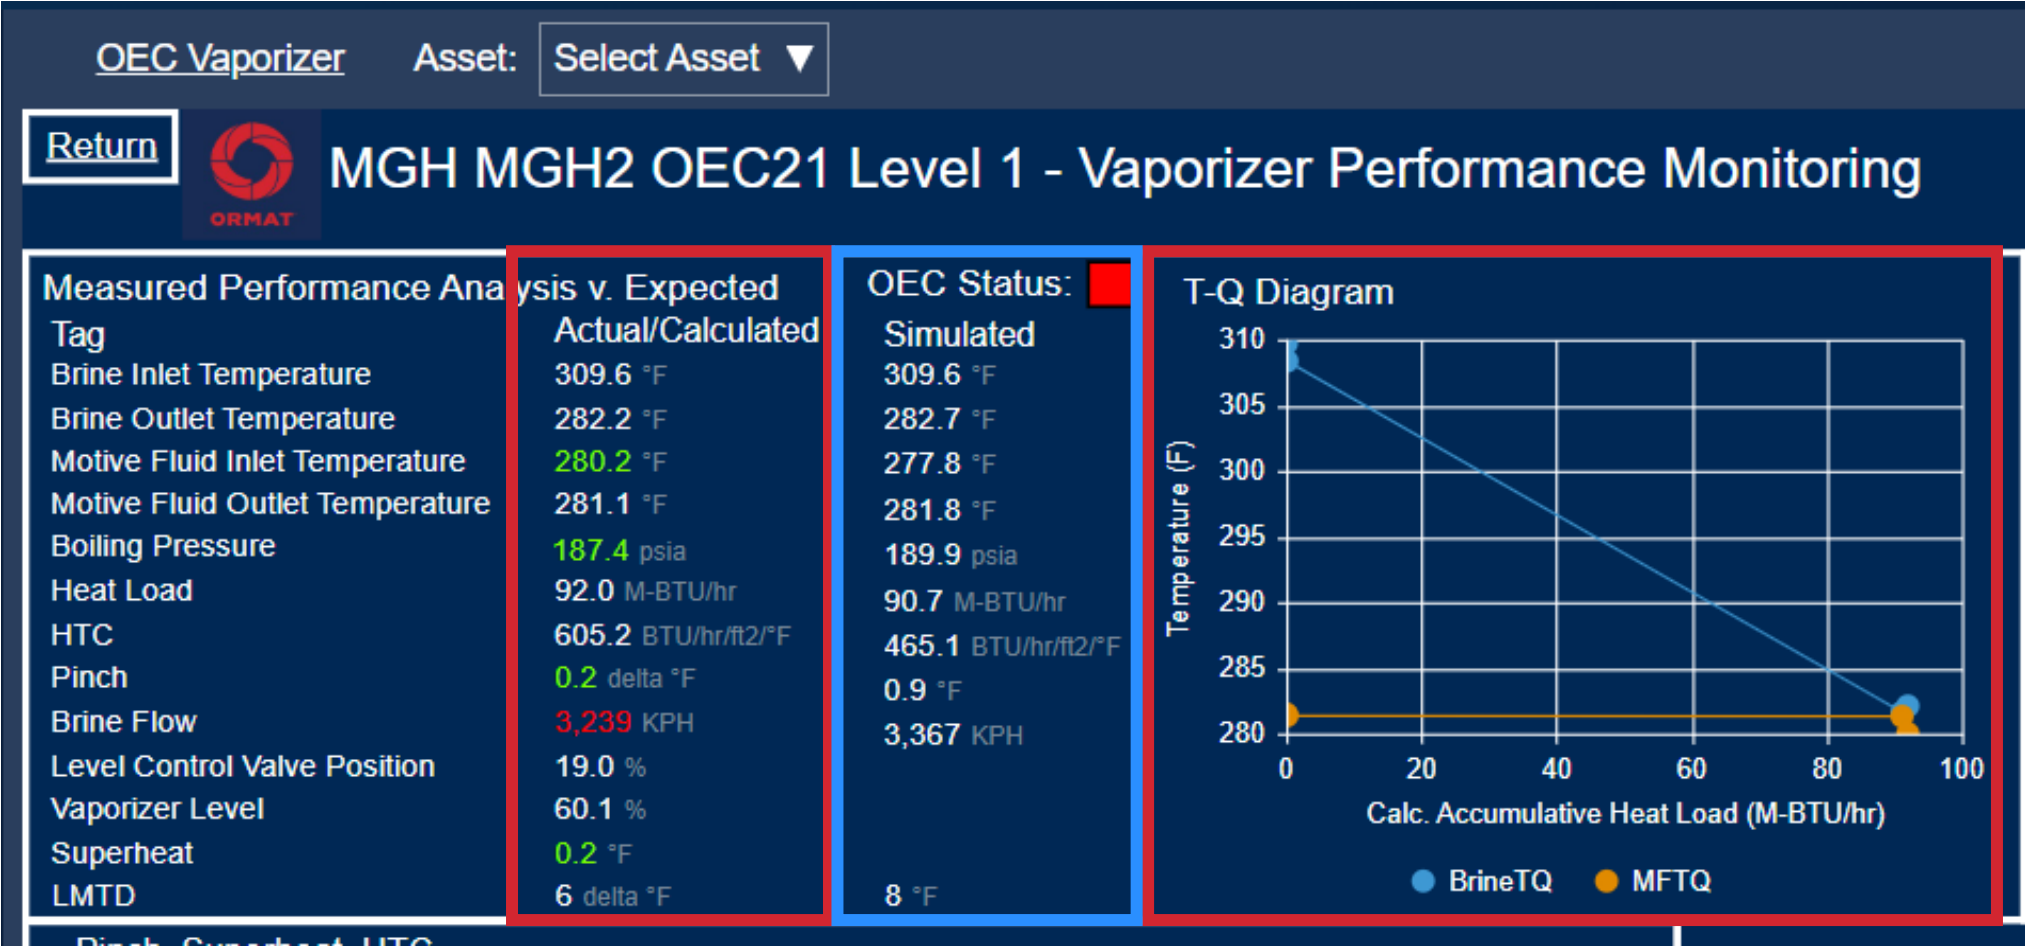 OEC Vaporizer Asset: Select Asset ▼
Return
ORMAT
MGH MGH2 OEC21 Level 1 - Vaporizer Performance Monitoring
Measured Performance Ana ysis v. Expected
OEC Status:
Tag Actual/Calculated Simulated
Brine Inlet Temperature 309.6 °F 309.6 °F
Brine Outlet Temperature 282.2 °F 282.7 °F
Motive Fluid Inlet Temperature 280.2 °F 277.8 °F
Motive Fluid Outlet Temperature 281.1 °F 281.8 °F
Boiling Pressure 187.4 psia 189.9 psia
Heat Load 92.0 M-BTU/hr 90.7 M-BTU/hr
HTC 605.2 BTU/hr/ft2/°F 465.1 BTU/hr/ft2/°F
Pinch 0.2 delta °F 0.9 °F
Brine Flow 3,239 KPH 3,367 KPH
Level Control Valve Position 19.0 %
Vaporizer Level 60.1 %
Superheat 0.2 °F
LMTD 6 delta °F 8 °F
T-Q Diagram
Temperature (F)
310
305
300
295
290
285
280
0 20 40 60 80 100
Calc. Accumulative Heat Load (M-BTU/hr)
BrineTQ MFTQ
Pinch, Superheat, HTC